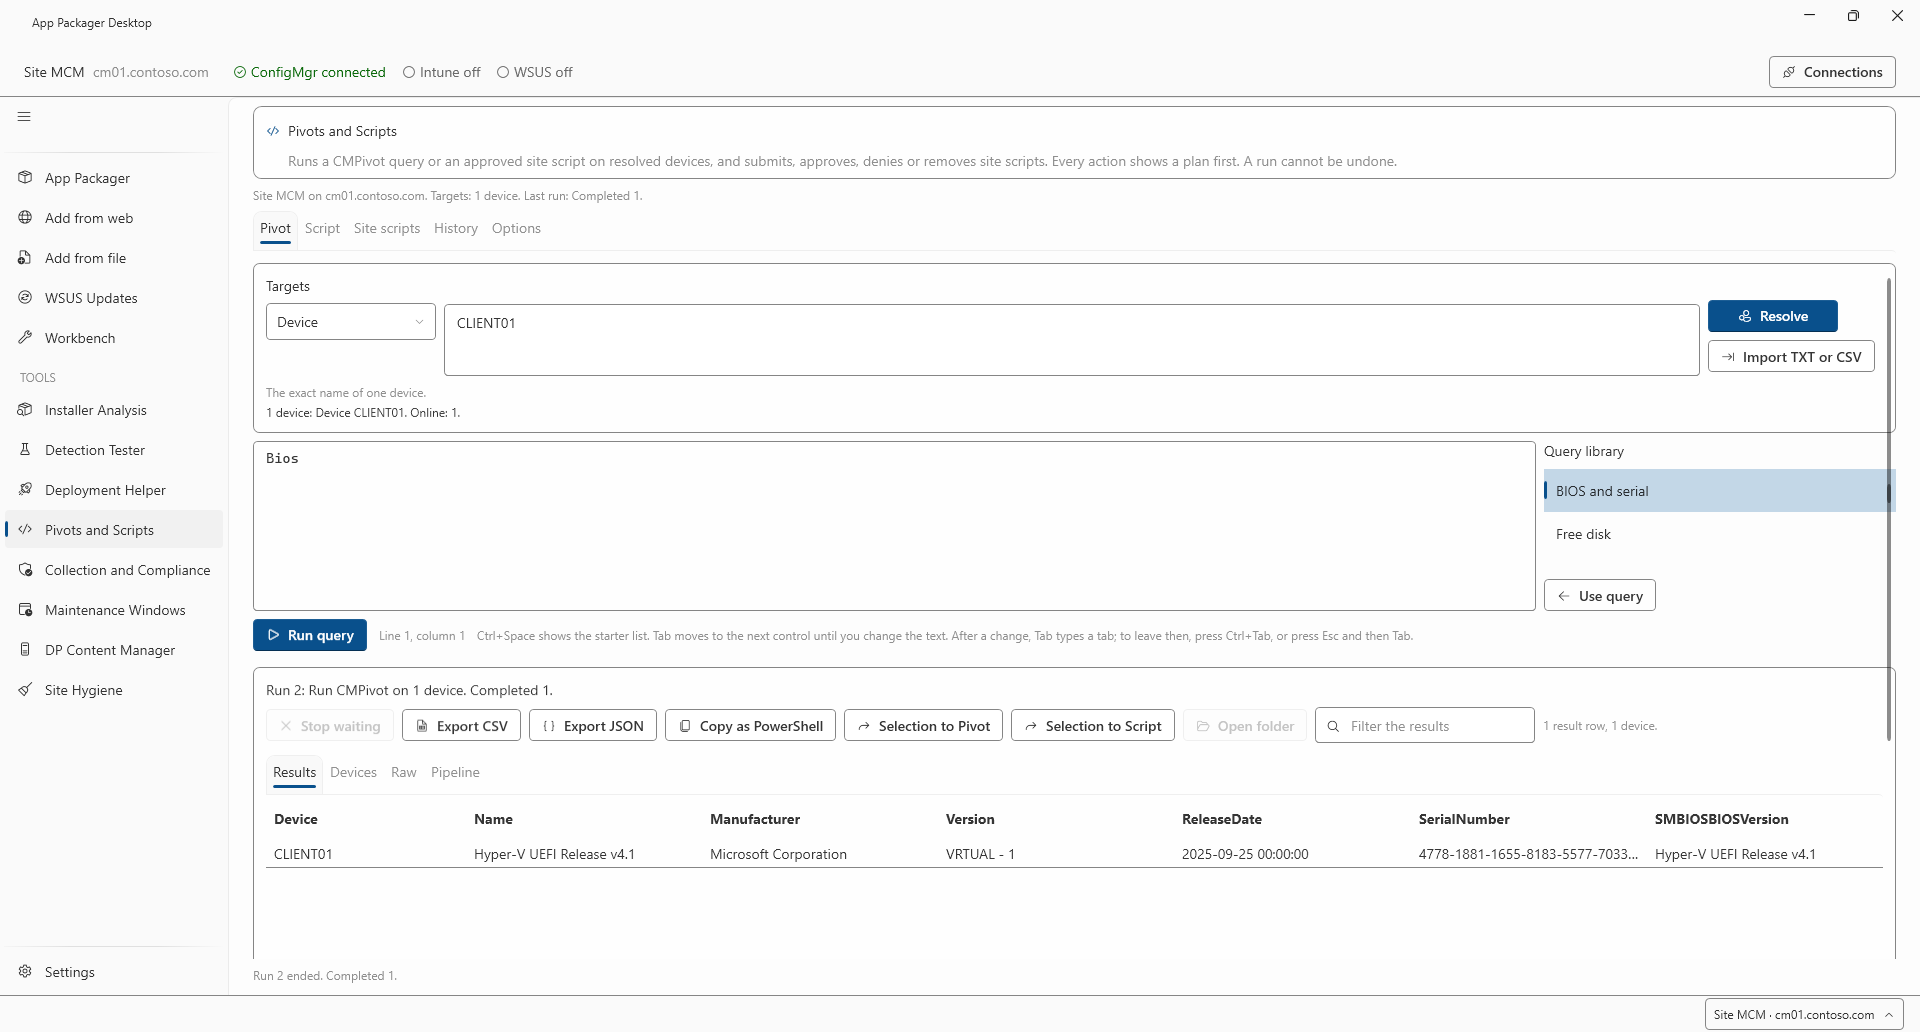 App Packager Desktop
Site MCM cm01.contoso.com ConfigMgr connected Intune off WSUS off Connections
Pivots and Scripts
Runs a CMPivot query or an approved site script on resolved devices, and submits, approves, denies or removes site scripts. Every action shows a plan first. A run cannot be undone.
Site MCM on cm01.contoso.com. Targets: 1 device. Last run: Completed 1.
Pivot Script Site scripts History Options
App Packager
Add from web
Add from file
WSUS Updates
Workbench
TOOLS
Installer Analysis
Detection Tester
Deployment Helper
Pivots and Scripts
Collection and Compliance
Maintenance Windows
DP Content Manager
Site Hygiene
Settings
Targets
Device CLIENT01 Resolve
Import TXT or CSV
The exact name of one device.
1 device: Device CLIENT01. Online: 1.
Bios
Query library
BIOS and serial
Free disk
Use query
Run query Line 1, column 1 Ctrl+Space shows the starter list. Tab moves to the next control until you change the text. After a change, Tab types a tab; to leave then, press Ctrl+Tab, or press Esc and then Tab.
Run 2: Run CMPivot on 1 device. Completed 1.
Stop waiting Export CSV Export JSON Copy as PowerShell Selection to Pivot Selection to Script Open folder Filter the results 1 result row, 1 device.
Results Devices Raw Pipeline
Device Name Manufacturer Version ReleaseDate SerialNumber SMBIOSBIOSVersion
CLIENT01 Hyper-V UEFI Release v4.1 Microsoft Corporation VRTUAL - 1 2025-09-25 00:00:00 4778-1881-1655-8183-5577-7033... Hyper-V UEFI Release v4.1
Run 2 ended. Completed 1.
Site MCM · cm01.contoso.com